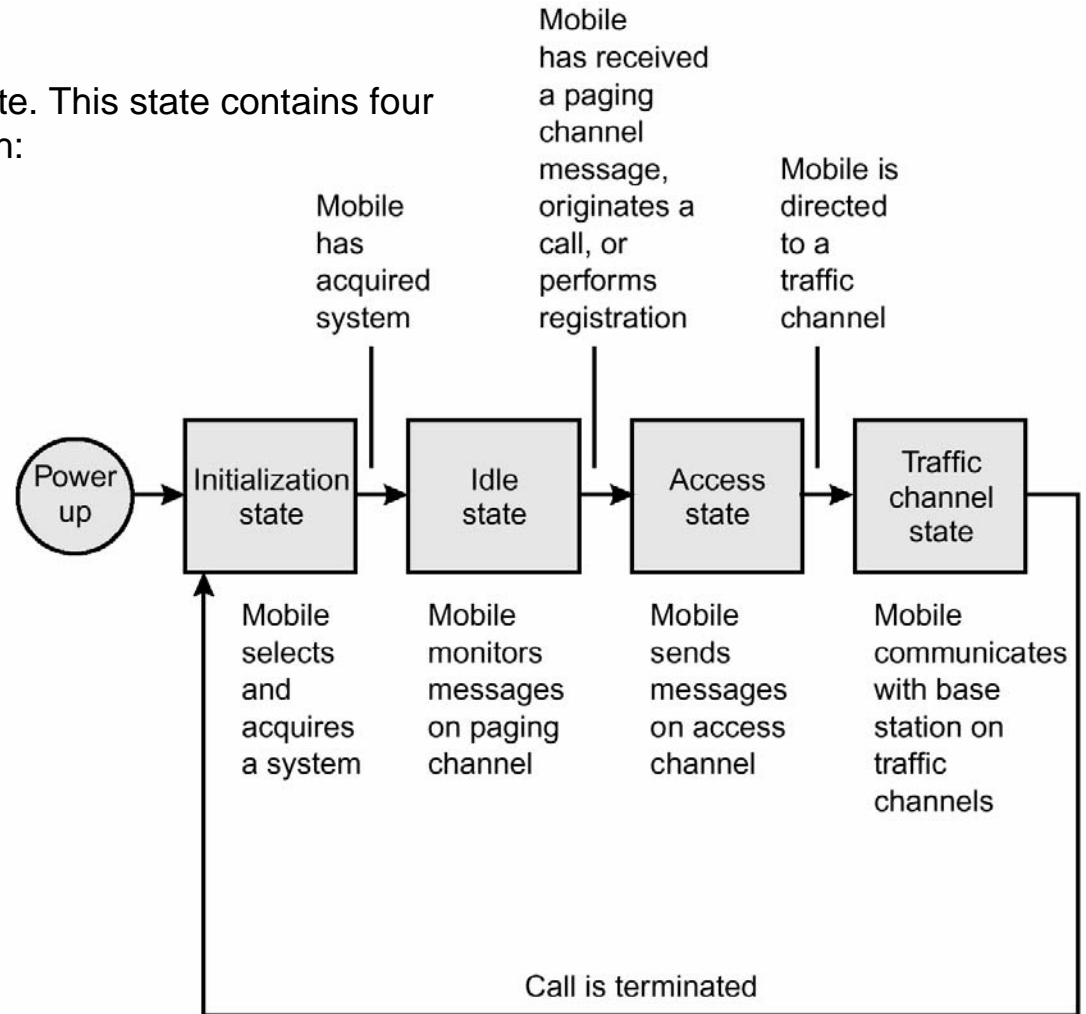 te. This state contains four
n:
Mobile
has
acquired
system
Mobile
has received
a paging
channel
message,
originates a
call, or
performs
registration
Mobile is
directed
to a
traffic
channel
Power
up
Initialization
state
Idle
state
Access
state
Traffic
channel
state
Mobile
selects
and
acquires
a system
Mobile
monitors
messages
on paging
channel
Mobile
sends
messages
on access
channel
Mobile
communicates
with base
station on
traffic
channels
Call is terminated